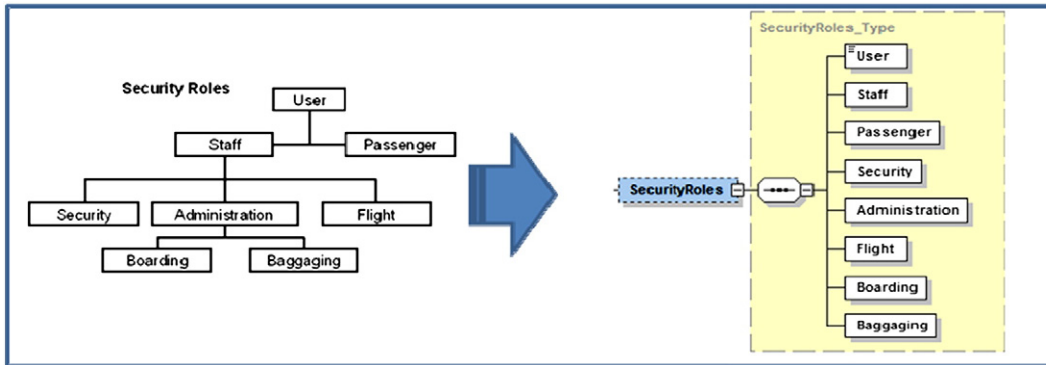 Security Roles
User
Staff
Passenger
Security
Administration
Flight
Boarding
Baggaging
SecurityRoles
SecurityRoles_Type
User
Staff
Passenger
Security
Administration
Flight
Boarding
Baggaging